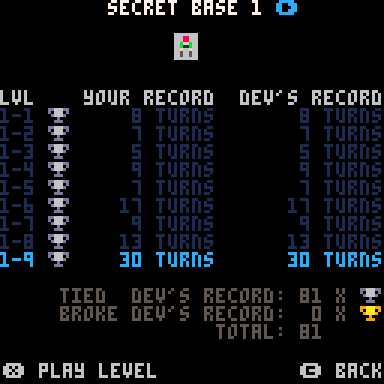 SECRET BASE 1
LVL YOUR RECORD DEV'S RECORD
1-1 8 TURNS 8 TURNS
1-2 7 TURNS 7 TURNS
1-3 5 TURNS 5 TURNS
1-4 9 TURNS 9 TURNS
1-5 7 TURNS 7 TURNS
1-6 17 TURNS 17 TURNS
1-7 9 TURNS 9 TURNS
1-8 13 TURNS 13 TURNS
1-9 30 TURNS 30 TURNS
TIED DEV'S RECORD: 81 X
BROKE DEV'S RECORD: 0 X
TOTAL: 81
X PLAY LEVEL C BACK